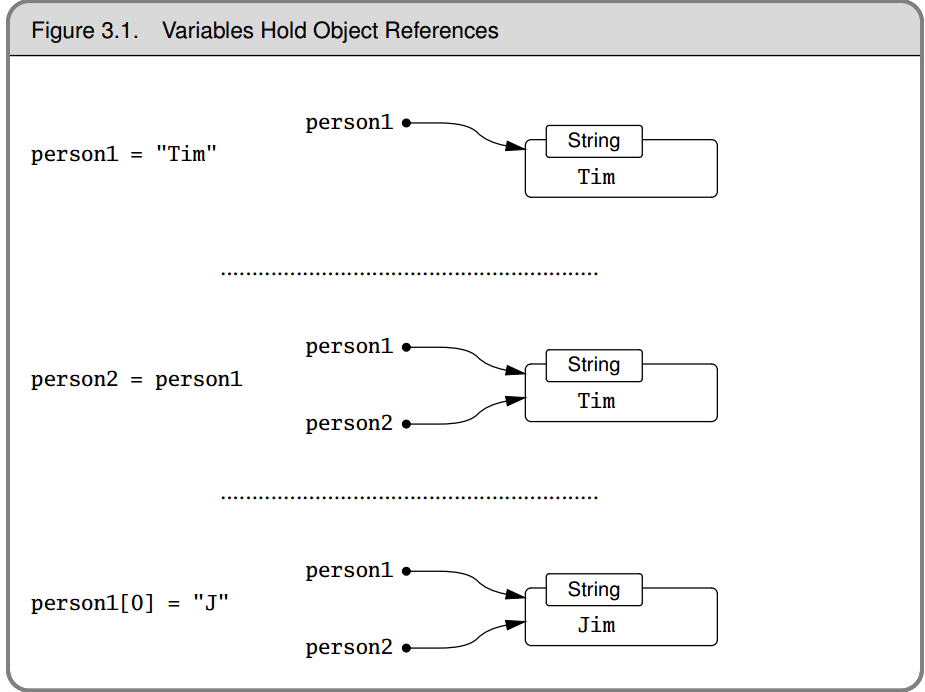 Figure 3.1. Variables Hold Object References
person1
String
person1 = "Tim"
Tim
person1
String
person2 = person1
Tim
person2
person1
String
person1[0] = "J"
Jim
person2